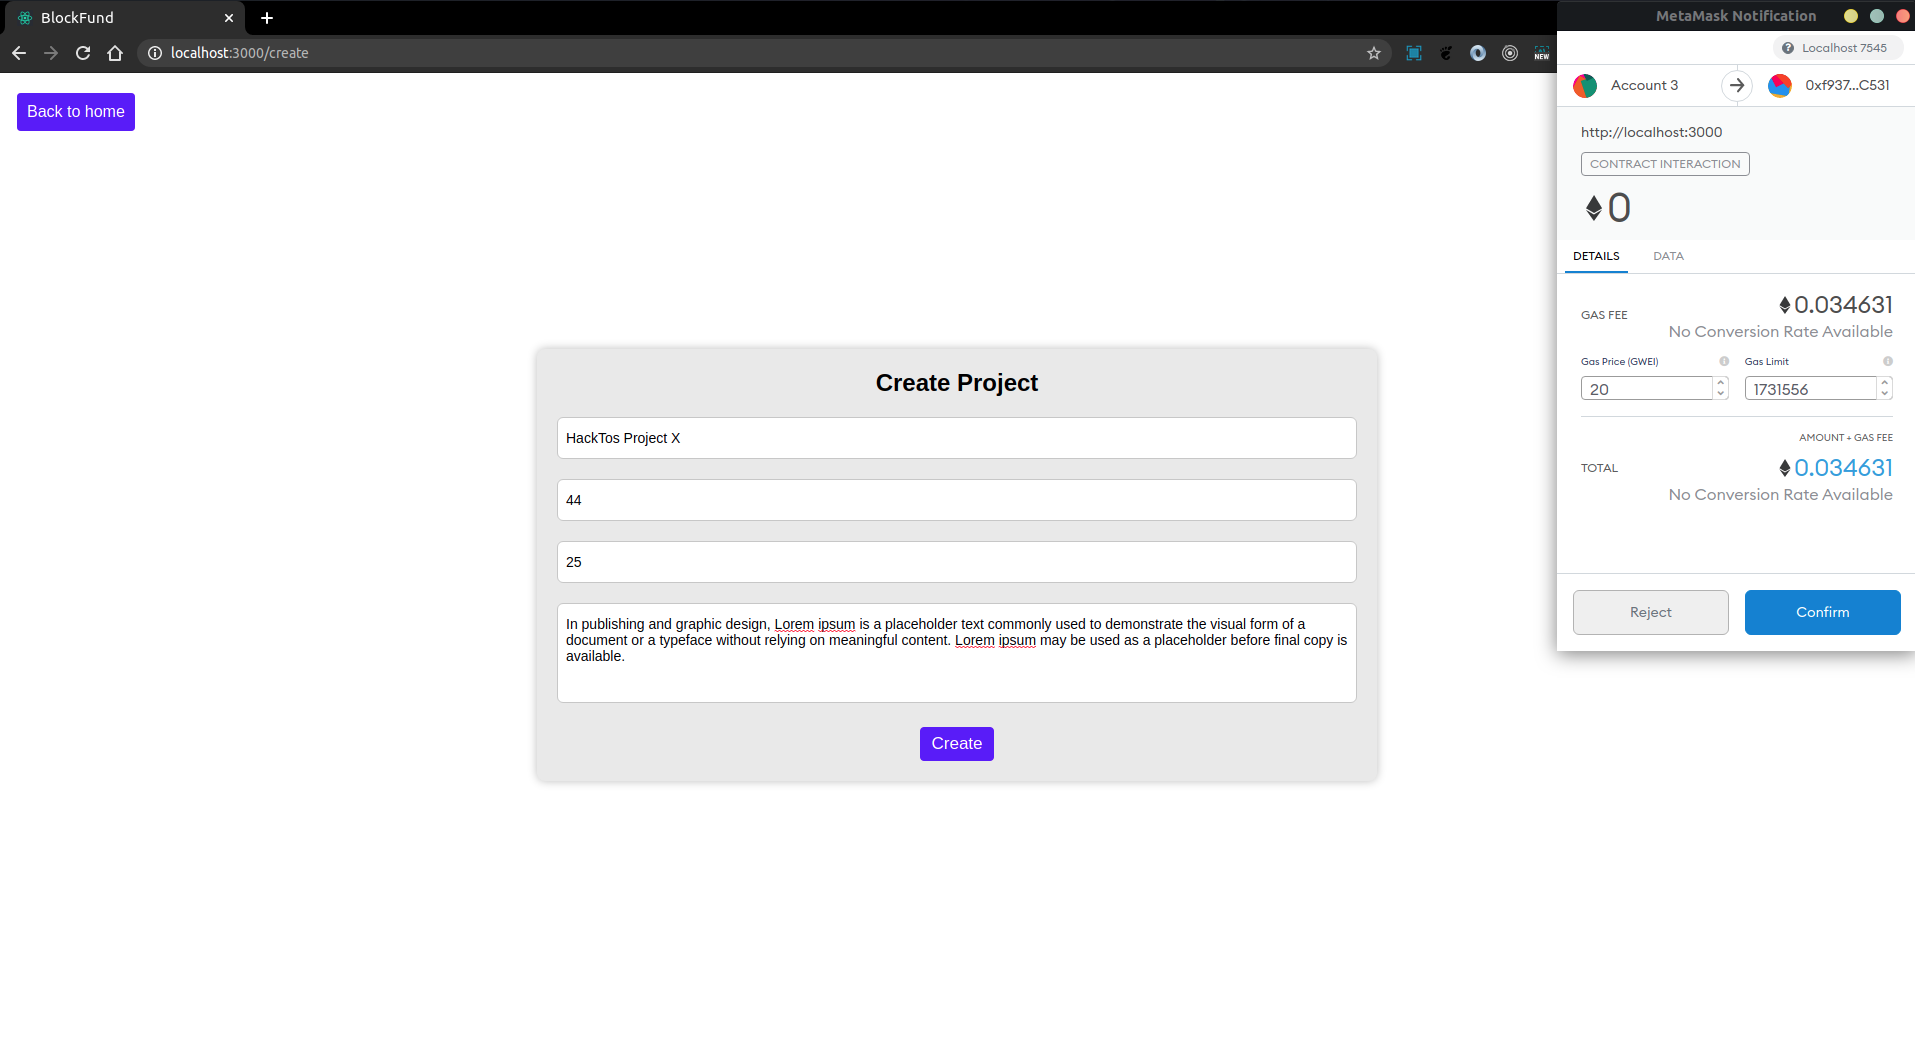 BlockFund
localhost:3000/create
NEW
Back to home
Create Project
HackTos Project X
44
25
In publishing and graphic design, Lorem ipsum is a placeholder text commonly used to demonstrate the visual form of a
document or a typeface without relying on meaningful content. Lorem ipsum may be used as a placeholder before final copy is
available.
Create
MetaMask Notification
Localhost 7545
Account 3
0xf937...C531
http://localhost:3000
CONTRACT INTERACTION
0
DETAILS DATA
GAS FEE
0.034631
No Conversion Rate Available
Gas Price (GWEI) Gas Limit
20 1731556
AMOUNT + GAS FEE
TOTAL
0.034631
No Conversion Rate Available
Reject Confirm